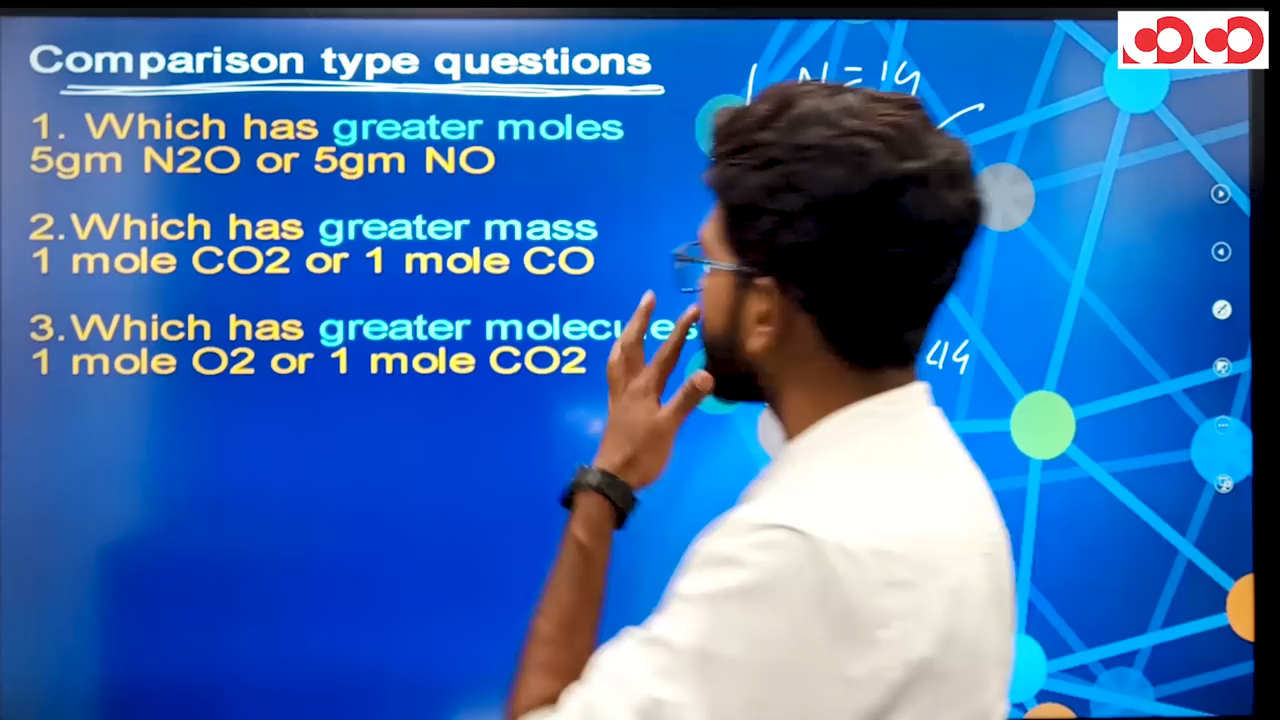 Comparison type questions
N = 14
1. Which has greater moles
5gm N2O or 5gm NO
2.Which has greater mass
1 mole CO2 or 1 mole CO
3.Which has greater molecules
1 mole O2 or 1 mole CO2
44